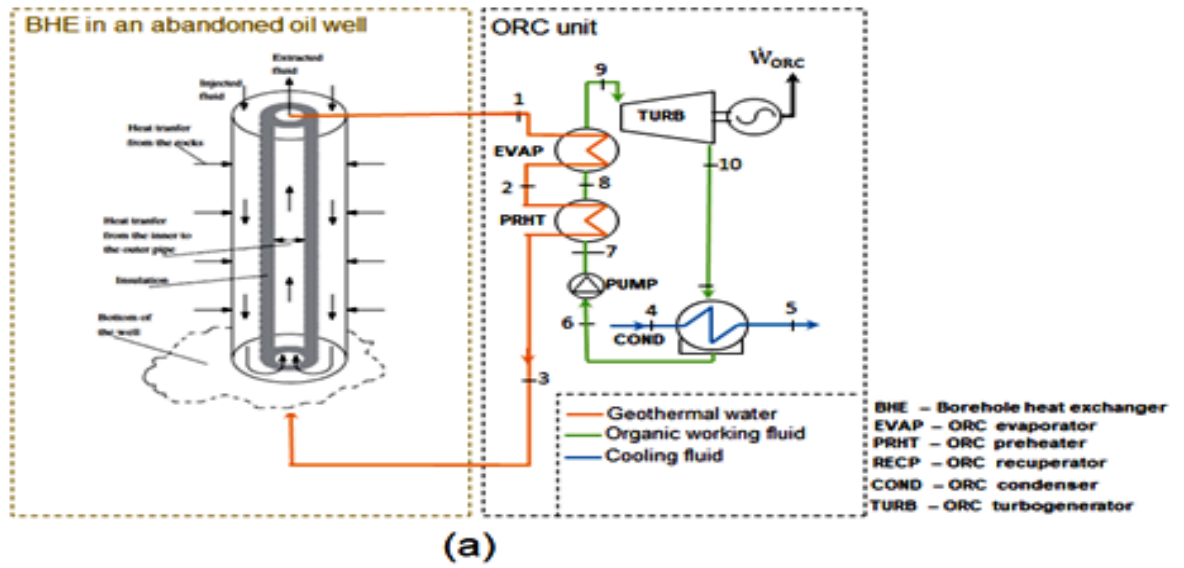 BHE in an abandoned oil well
Extracted
fluid
Injected
fluid
Heat tranfer
from the rocks
Heat tranfer
from the inner to
the outer pipe
Insulation
Bottom of
the well
ORC unit
1
2
3
EVAP
PRHT
9
8
7
TURB
ẆORC
10
PUMP
6
4
5
COND
Geothermal water
Organic working fluid
Cooling fluid
BHE – Borehole heat exchanger
EVAP – ORC evaporator
PRHT – ORC preheater
RECP – ORC recuperator
COND – ORC condenser
TURB – ORC turbogenerator
(a)